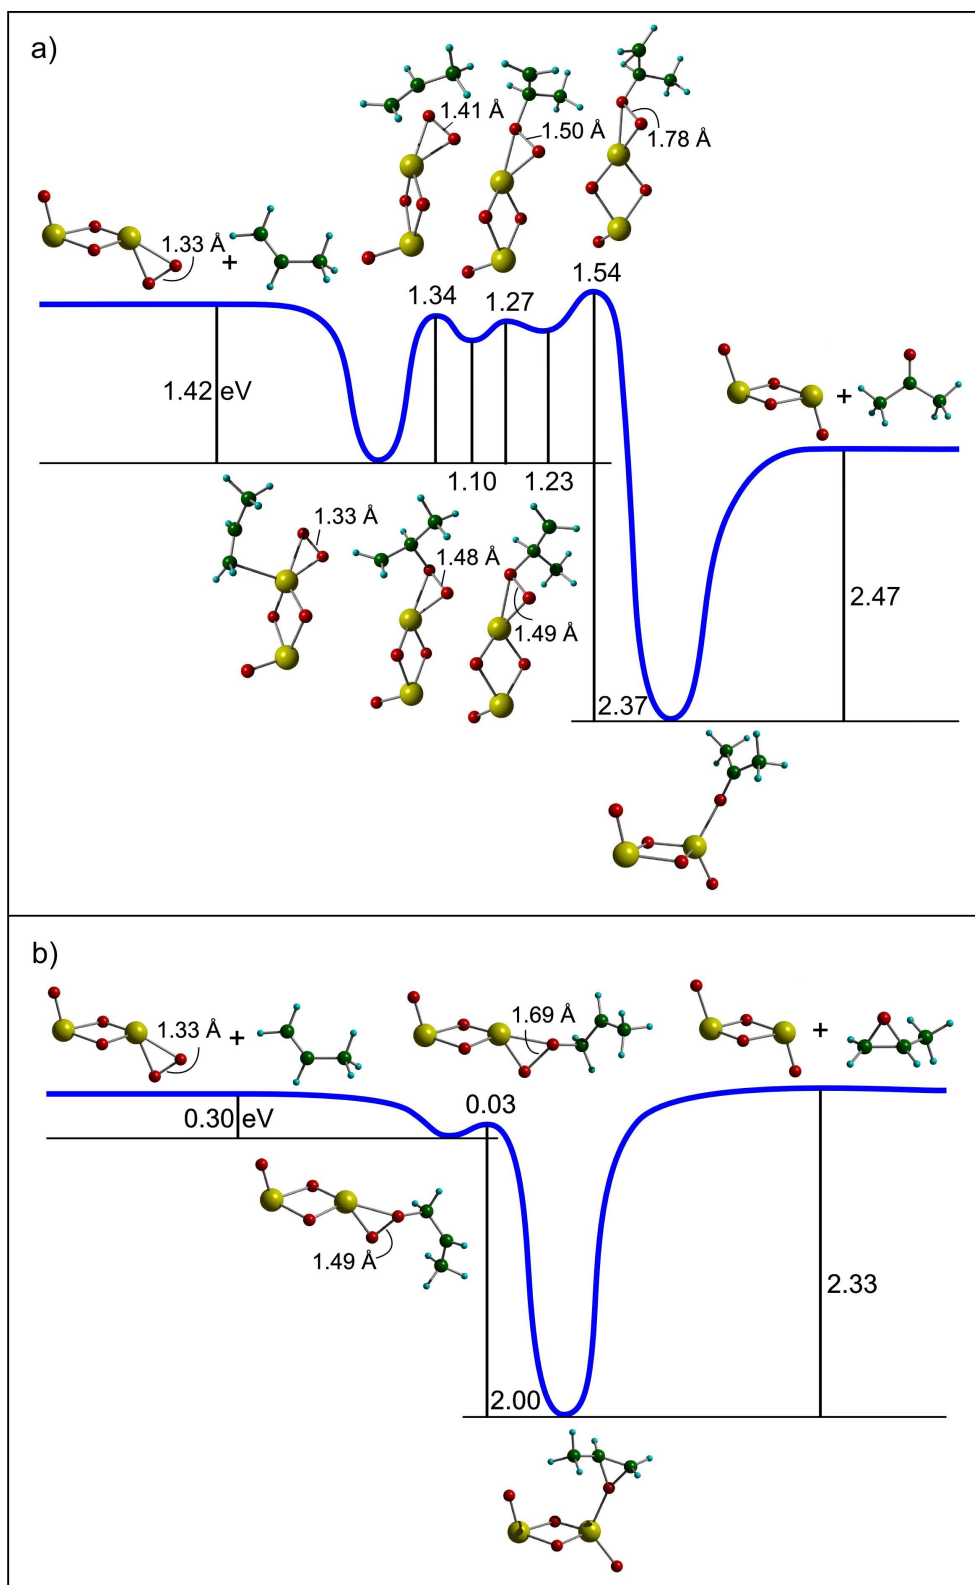 a)
1.41 Å
1.50 Å
1.78 Å
1.33 Å
+
1.34
1.27
1.54
1.42 eV
+
1.10
1.23
1.33 Å
1.48 Å
1.49 Å
2.47
2.37
b)
1.33 Å
+
1.69 Å
+
0.30 eV
0.03
1.49 Å
2.33
2.00